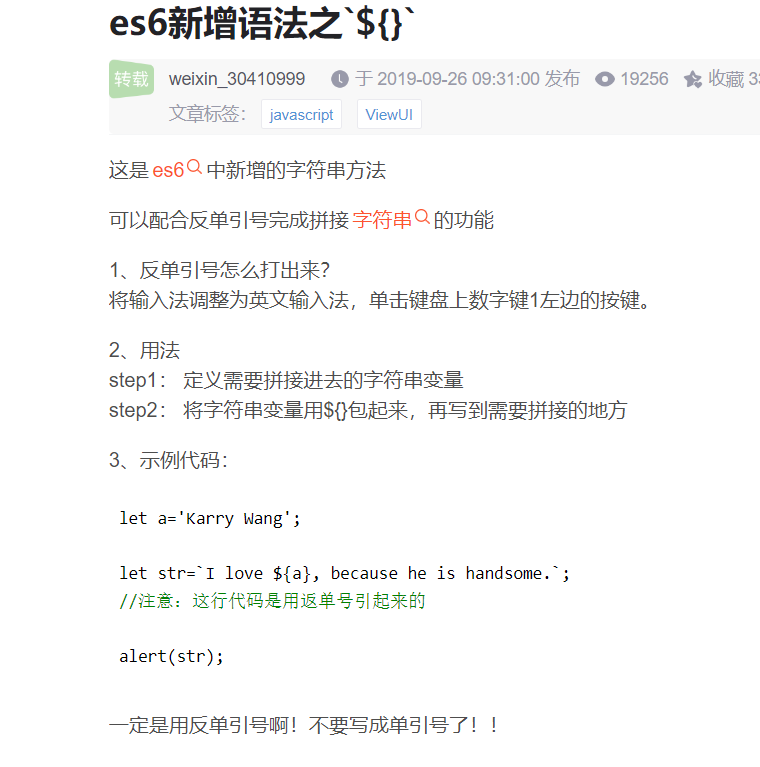 es6新增语法之`${}`
转载 weixin_30410999 于 2019-09-26 09:31:00 发布 19256 收藏
文章标签： javascript ViewUI
这是 es6 中新增的字符串方法
可以配合反单引号完成拼接 字符串 的功能
1、反单引号怎么打出来？
将输入法调整为英文输入法，单击键盘上数字键1左边的按键。
2、用法
step1： 定义需要拼接进去的字符串变量
step2： 将字符串变量用${}包起来，再写到需要拼接的地方
3、示例代码：
let a='Karry Wang';
let str=`I love ${a}, because he is handsome.`;
//注意：这行代码是用返单号引起来的
alert(str);
一定是用反单引号啊！不要写成单引号了！！